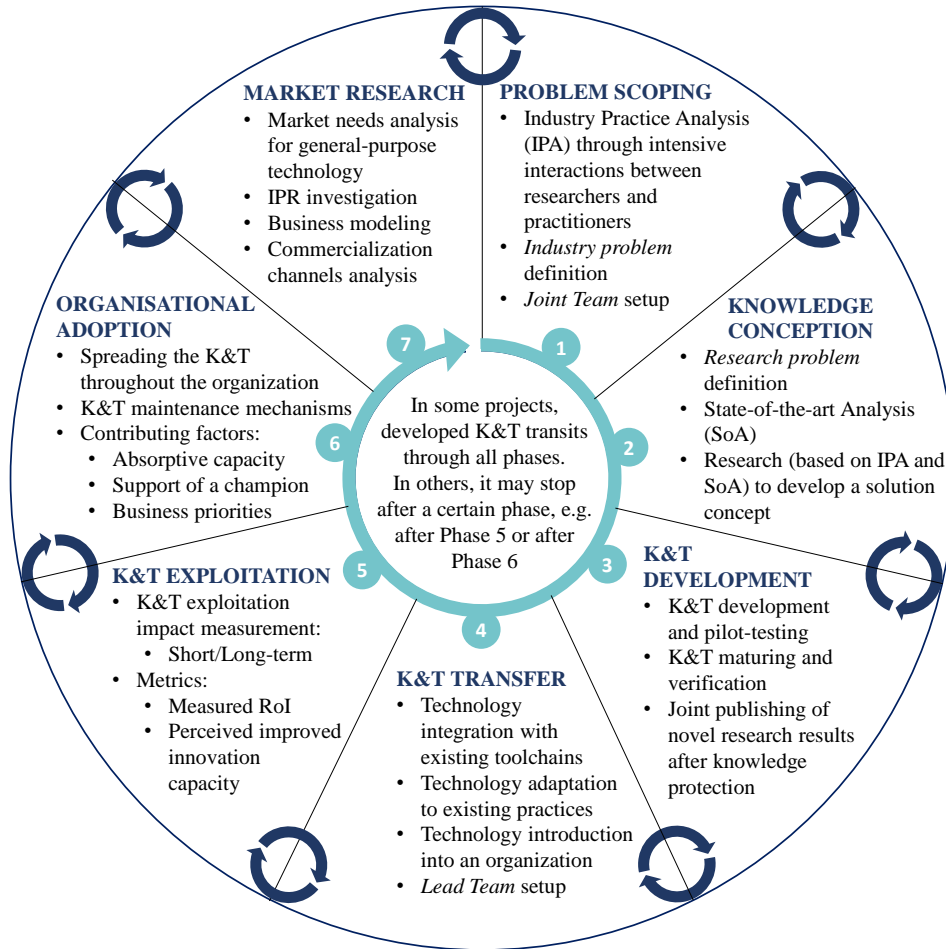 MARKET RESEARCH
• Market needs analysis
for general-purpose
technology
• IPR investigation
• Business modeling
• Commercialization
channels analysis
PROBLEM SCOPING
• Industry Practice Analysis
(IPA) through intensive
interactions between
researchers and
practitioners
• Industry problem
definition
• Joint Team setup
KNOWLEDGE
CONCEPTION
• Research problem
definition
• State-of-the-art Analysis
(SoA)
• Research (based on IPA and
SoA) to develop a solution
concept
K&T
DEVELOPMENT
• K&T development
and pilot-testing
• K&T maturing and
verification
• Joint publishing of
novel research results
after knowledge
protection
K&T TRANSFER
• Technology
integration with
existing toolchains
• Technology adaptation
to existing practices
• Technology introduction
into an organization
• Lead Team setup
K&T EXPLOITATION
• K&T exploitation
impact measurement:
• Short/Long-term
• Metrics:
• Measured RoI
• Perceived improved
innovation
capacity
ORGANISATIONAL
ADOPTION
• Spreading the K&T
throughout the organization
• K&T maintenance mechanisms
• Contributing factors:
• Absorptive capacity
• Support of a champion
• Business priorities
1
2
3
4
5
6
7
In some projects,
developed K&T transits
through all phases.
In others, it may stop
after a certain phase, e.g.
after Phase 5 or after
Phase 6